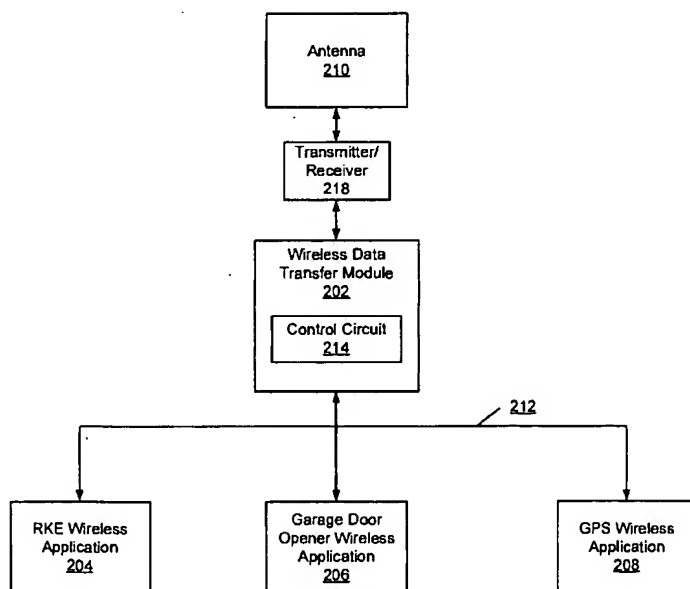 Antenna
210
Transmitter/
Receiver
218
Wireless Data
Transfer Module
202
Control Circuit
214
212
RKE Wireless
Application
204
Garage Door
Opener Wireless
Application
206
GPS Wireless
Application
208